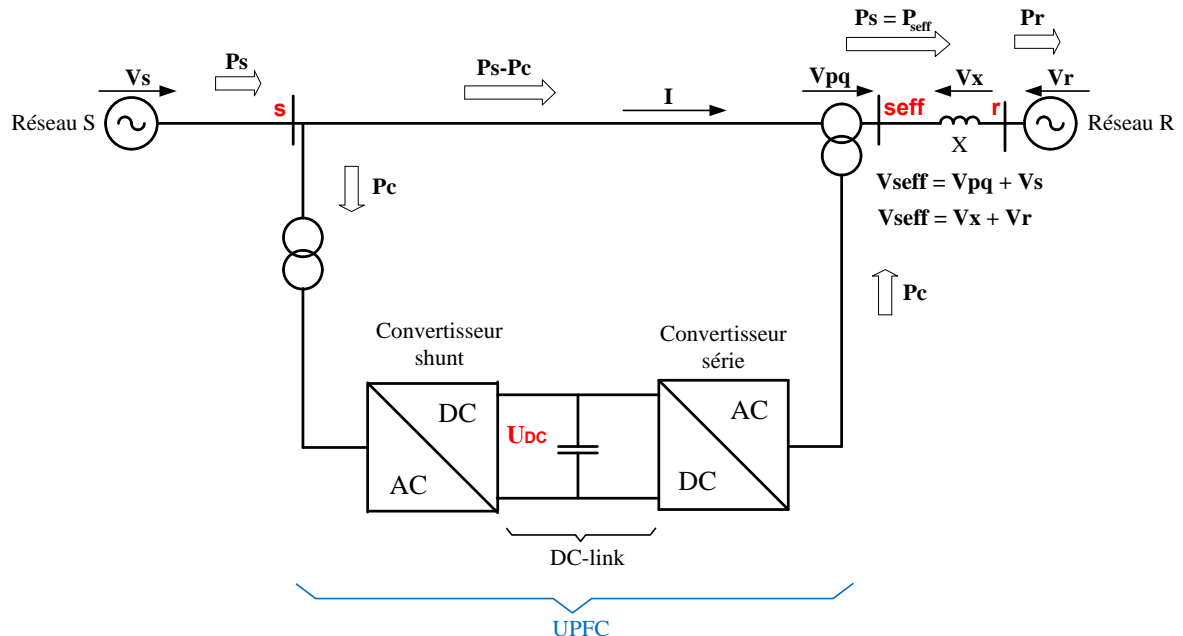 Ps = Pseff
Pr
Vs
Ps
Ps-Pc
Vpq
Vx
Vr
I
s
seff
r
Réseau S
Réseau R
X
Pc
Vseff = Vpq + Vs
Vseff = Vx + Vr
Pc
Convertisseur
shunt
Convertisseur
série
DC
AC
UDC
AC
DC
DC-link
UPFC